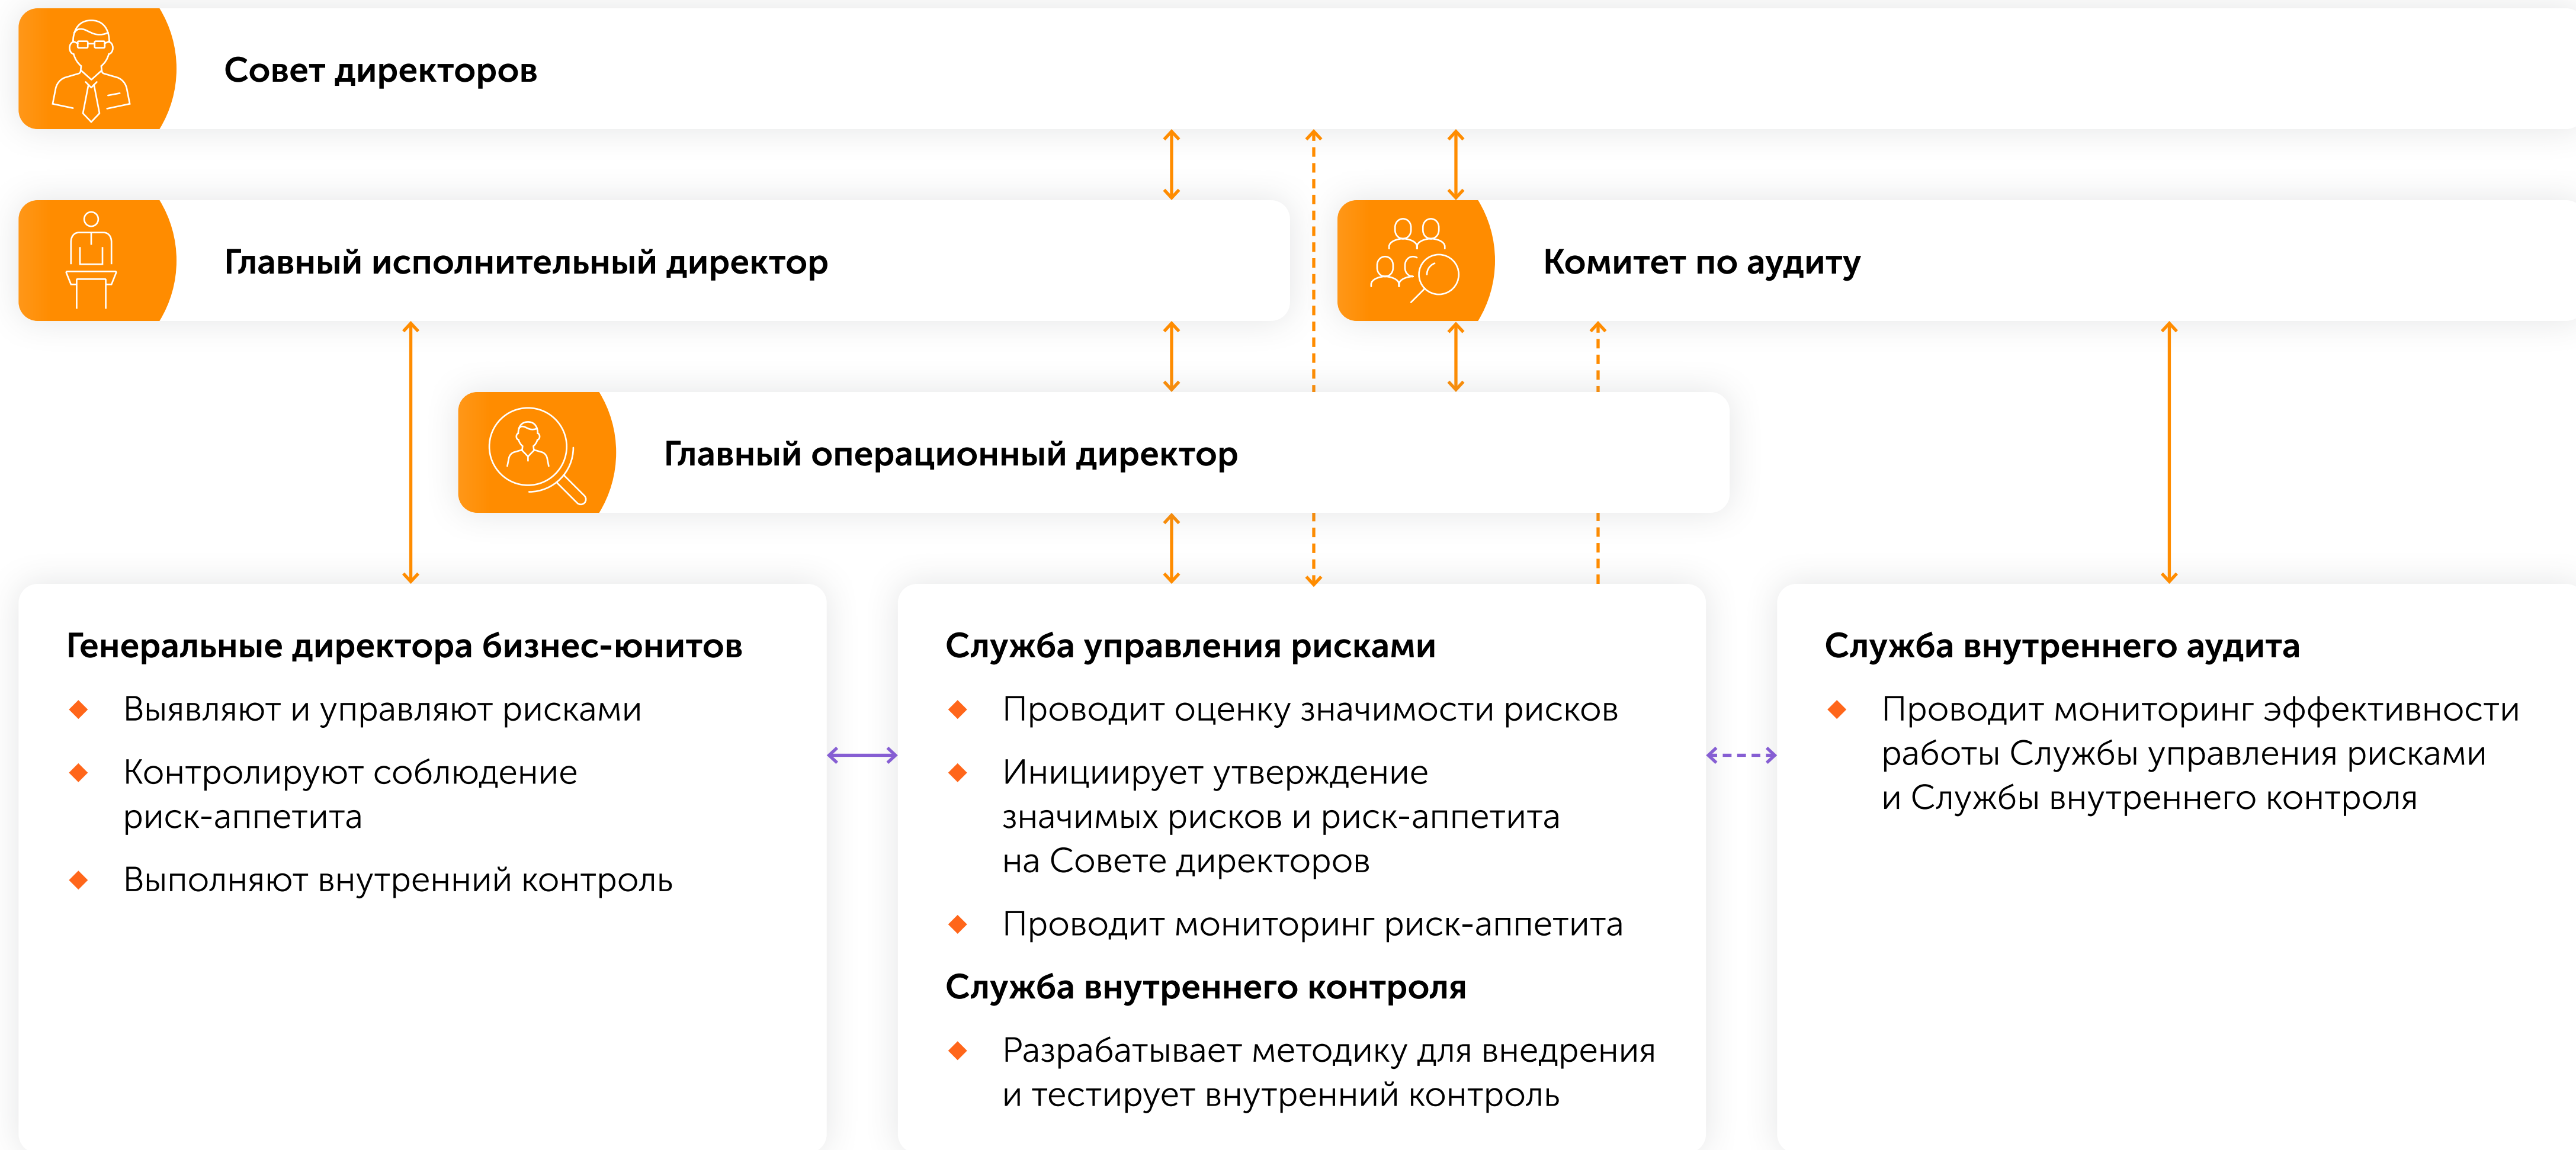 Совет директоров
Главный исполнительный директор
Комитет по аудиту
Главный операционный директор
Генеральные директора бизнес-юнитов
Выявляют и управляют рисками
Контролируют соблюдение
риск-аппетита
Выполняют внутренний контроль
Служба управления рисками
Проводит оценку значимости рисков
Инициирует утверждение
значимых рисков и риск-аппетита
на Совете директоров
Проводит мониторинг риск-аппетита
Служба внутреннего контроля
Разрабатывает методику для внедрения
и тестирует внутренний контроль
Служба внутреннего аудита
Проводит мониторинг эффективности
работы Службы управления рисками
и Службы внутреннего контроля